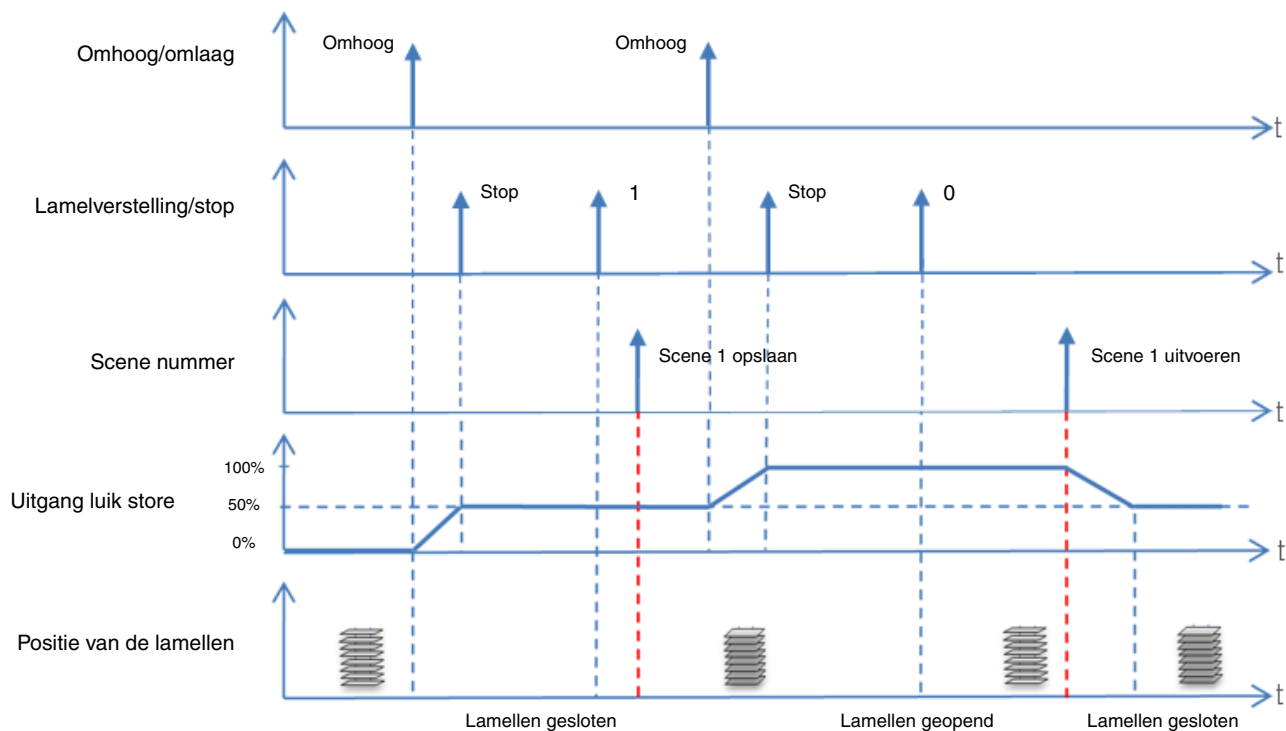 Omhoog/omlaag
Omhoog
Omhoog
t
Lamelverstelling/stop
Stop
1
Stop
0
t
Scene nummer
Scene 1 opslaan
Scene 1 uitvoeren
t
Uitgang luik store
100%
50%
0%
t
Positie van de lamellen
t
Lamellen gesloten
Lamellen geopend
Lamellen gesloten